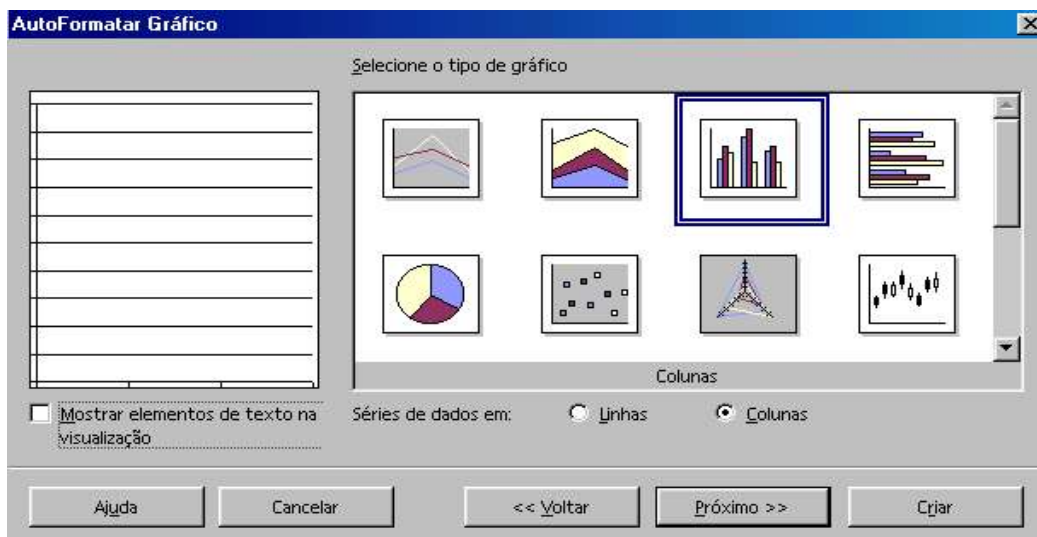 AutoFormatar Gráfico
Selecione o tipo de gráfico
Colunas
Mostrar elementos de texto na
visualização
Séries de dados em:
Linhas
Colunas
Ajuda
Cancelar
<< Voltar
Próximo >>
Criar